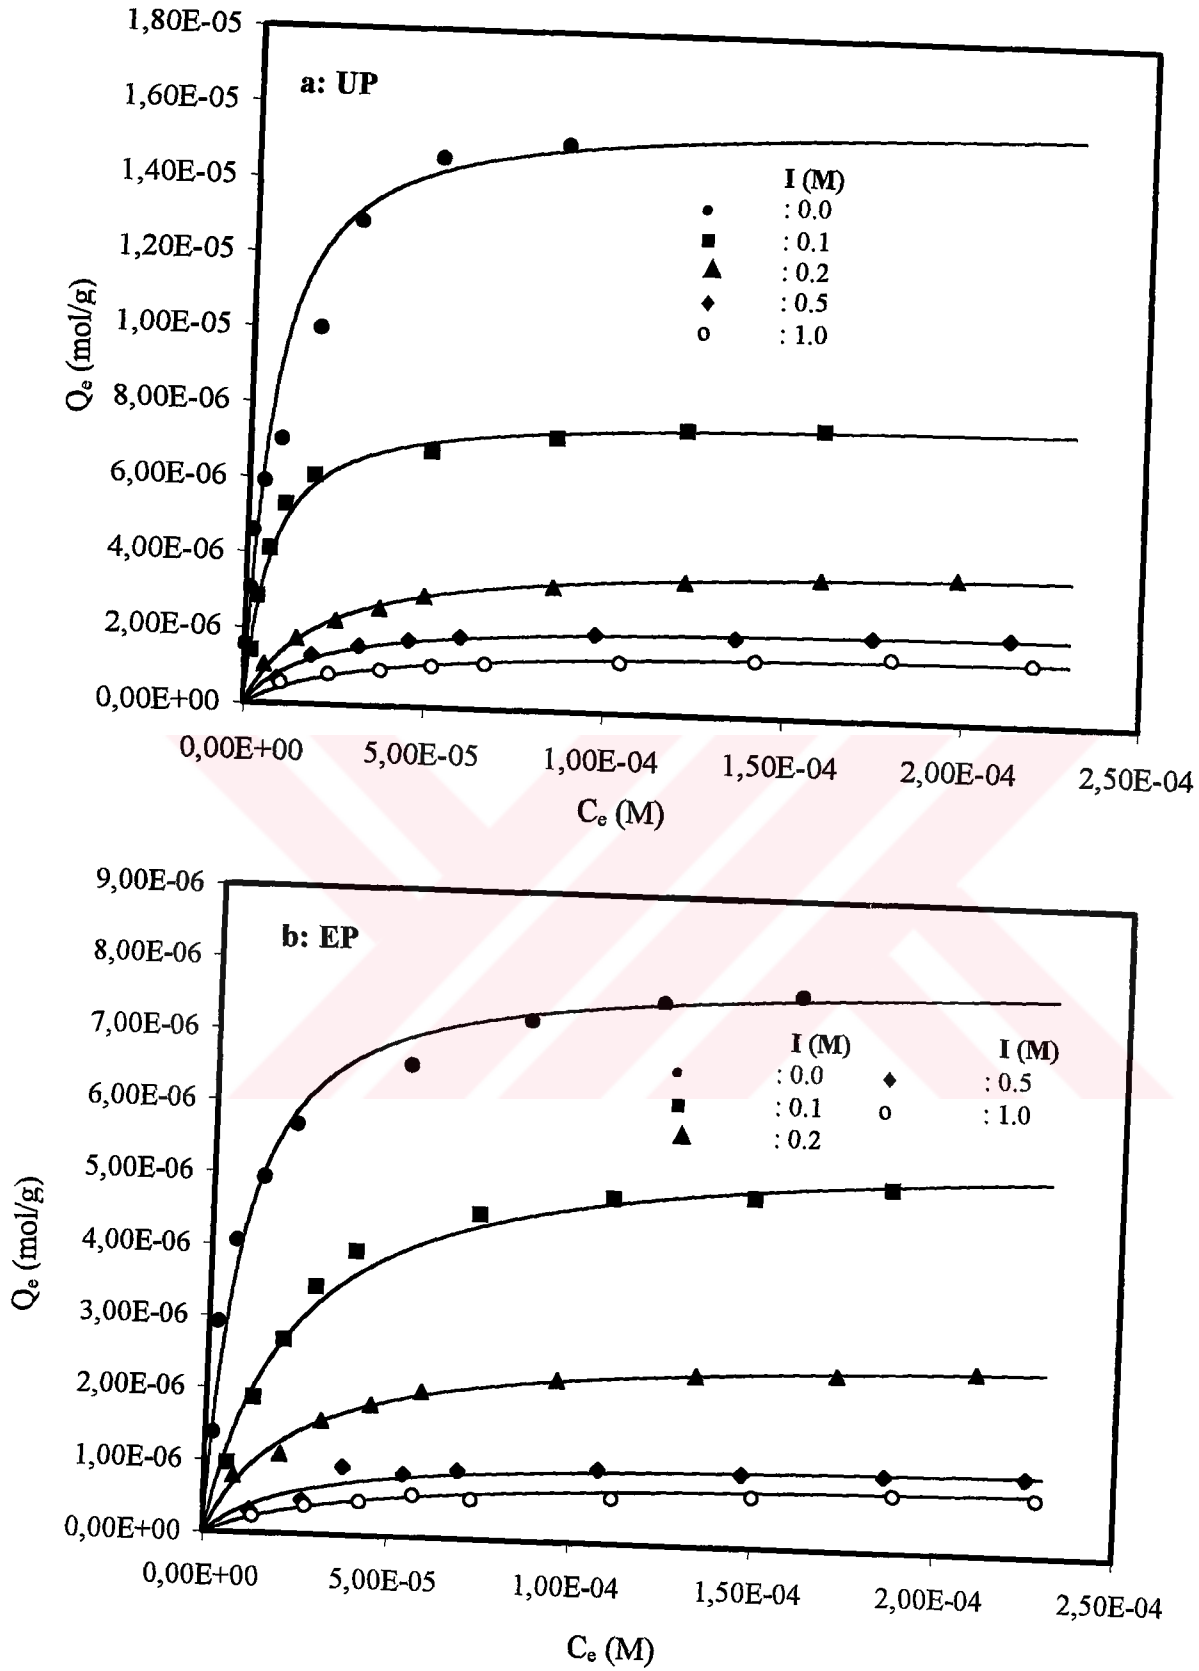 1,80E-05
a: UP
1,60E-05
1,40E-05
1,20E-05
1,00E-05
8,00E-06
6,00E-06
4,00E-06
2,00E-06
0,00E+00
Qe (mol/g)
I (M)
: 0.0
: 0.1
: 0.2
: 0.5
: 1.0
0,00E+00 5,00E-05 1,00E-04 1,50E-04 2,00E-04 2,50E-04
Ce (M)
9,00E-06
b: EP
8,00E-06
7,00E-06
6,00E-06
5,00E-06
4,00E-06
3,00E-06
2,00E-06
1,00E-06
0,00E+00
Qe (mol/g)
I (M) I (M)
: 0.0 : 0.5
: 0.1 : 1.0
: 0.2
0,00E+00 5,00E-05 1,00E-04 1,50E-04 2,00E-04 2,50E-04
Ce (M)